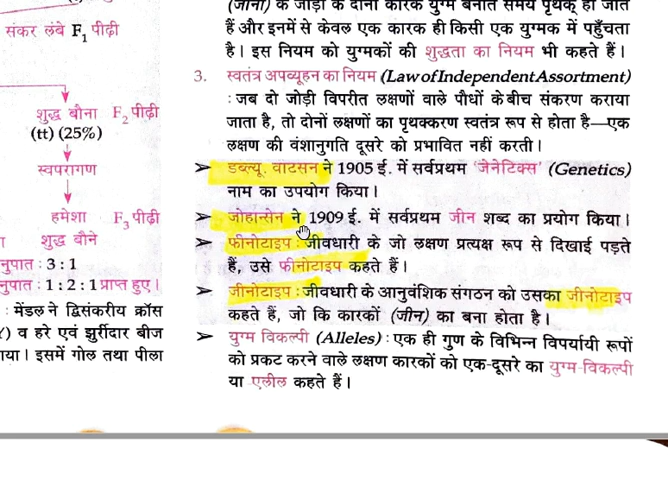 संकर लंबे F₁ पीढ़ी
शुद्ध बौना F₂ पीढ़ी
(tt) (25%)
स्वपरागण
हमेशा F₃ पीढ़ी
शुद्ध बौने
नुपात : 3 : 1
नुपात : 1 : 2 : 1 प्राप्त हुए।
: मेंडल ने द्विसंकरीय क्रॉस
) व हरे एवं झुर्रीदार बीज
गया। इसमें गोल तथा पीला
(जीनों) के जोड़ों के दोनों कारक युग्म बनाते समय पृथक् हो जाते
हैं और इनमें से केवल एक कारक ही किसी एक युग्मक में पहुँचता
है। इस नियम को युग्मकों की शुद्धता का नियम भी कहते हैं।
3. स्वतंत्र अपव्यूहन का नियम (Law of Independent Assortment)
: जब दो जोड़ी विपरीत लक्षणों वाले पौधों के बीच संकरण कराया
जाता है, तो दोनों लक्षणों का पृथक्करण स्वतंत्र रूप से होता है—एक
लक्षण की वंशानुगति दूसरे को प्रभावित नहीं करती।
➤ डब्ल्यू. वाटसन ने 1905 ई. में सर्वप्रथम 'जेनेटिक्स' (Genetics)
नाम का उपयोग किया।
➤ जोहान्सेन ने 1909 ई. में सर्वप्रथम जीन शब्द का प्रयोग किया।
➤ फीनोटाइप : जीवधारी के जो लक्षण प्रत्यक्ष रूप से दिखाई पड़ते
हैं, उसे फीनोटाइप कहते हैं।
➤ जीनोटाइप : जीवधारी के आनुवंशिक संगठन को उसका जीनोटाइप
कहते हैं, जो कि कारकों (जीन) का बना होता है।
➤ युग्म विकल्पी (Alleles) : एक ही गुण के विभिन्न विपर्यायी रूपों
को प्रकट करने वाले लक्षण कारकों को एक-दूसरे का युग्म-विकल्पी
या एलील कहते हैं।